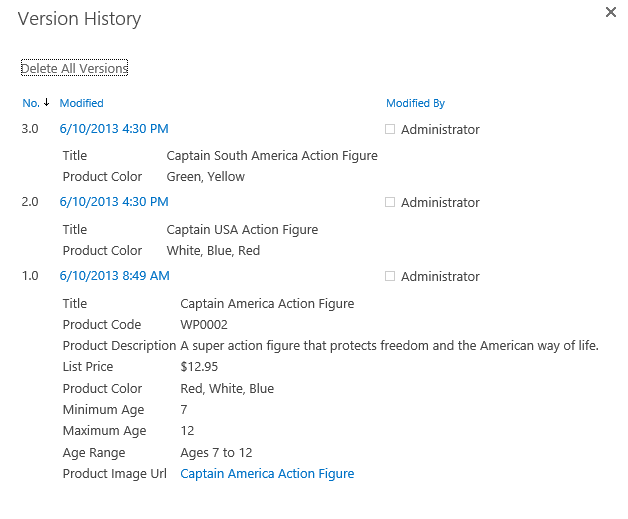 Version History
Delete All Versions
No. Modified Modified By
3.0 6/10/2013 4:30 PM Administrator
Title Captain South America Action Figure
Product Color Green, Yellow
2.0 6/10/2013 4:30 PM Administrator
Title Captain USA Action Figure
Product Color White, Blue, Red
1.0 6/10/2013 8:49 AM Administrator
Title Captain America Action Figure
Product Code WP0002
Product Description A super action figure that protects freedom and the American way of life.
List Price $12.95
Product Color Red, White, Blue
Minimum Age 7
Maximum Age 12
Age Range Ages 7 to 12
Product Image Url Captain America Action Figure